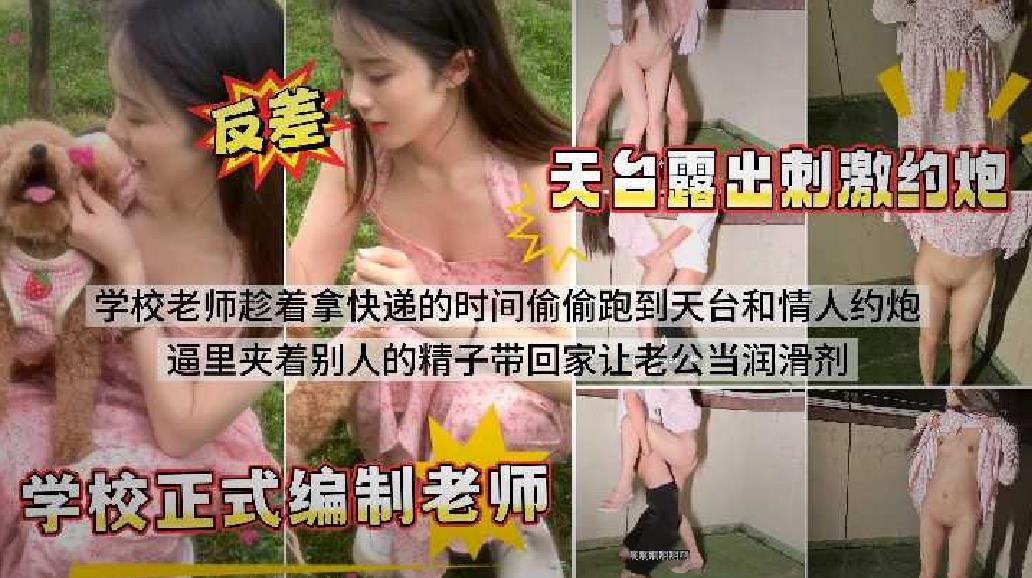 反差
天台露出刺激约炮
学校老师趁着拿快递的时间偷偷跑到天台和情人约炮
逼里夹着别人的精子带回家让老公当润滑剂
学校正式编制老师